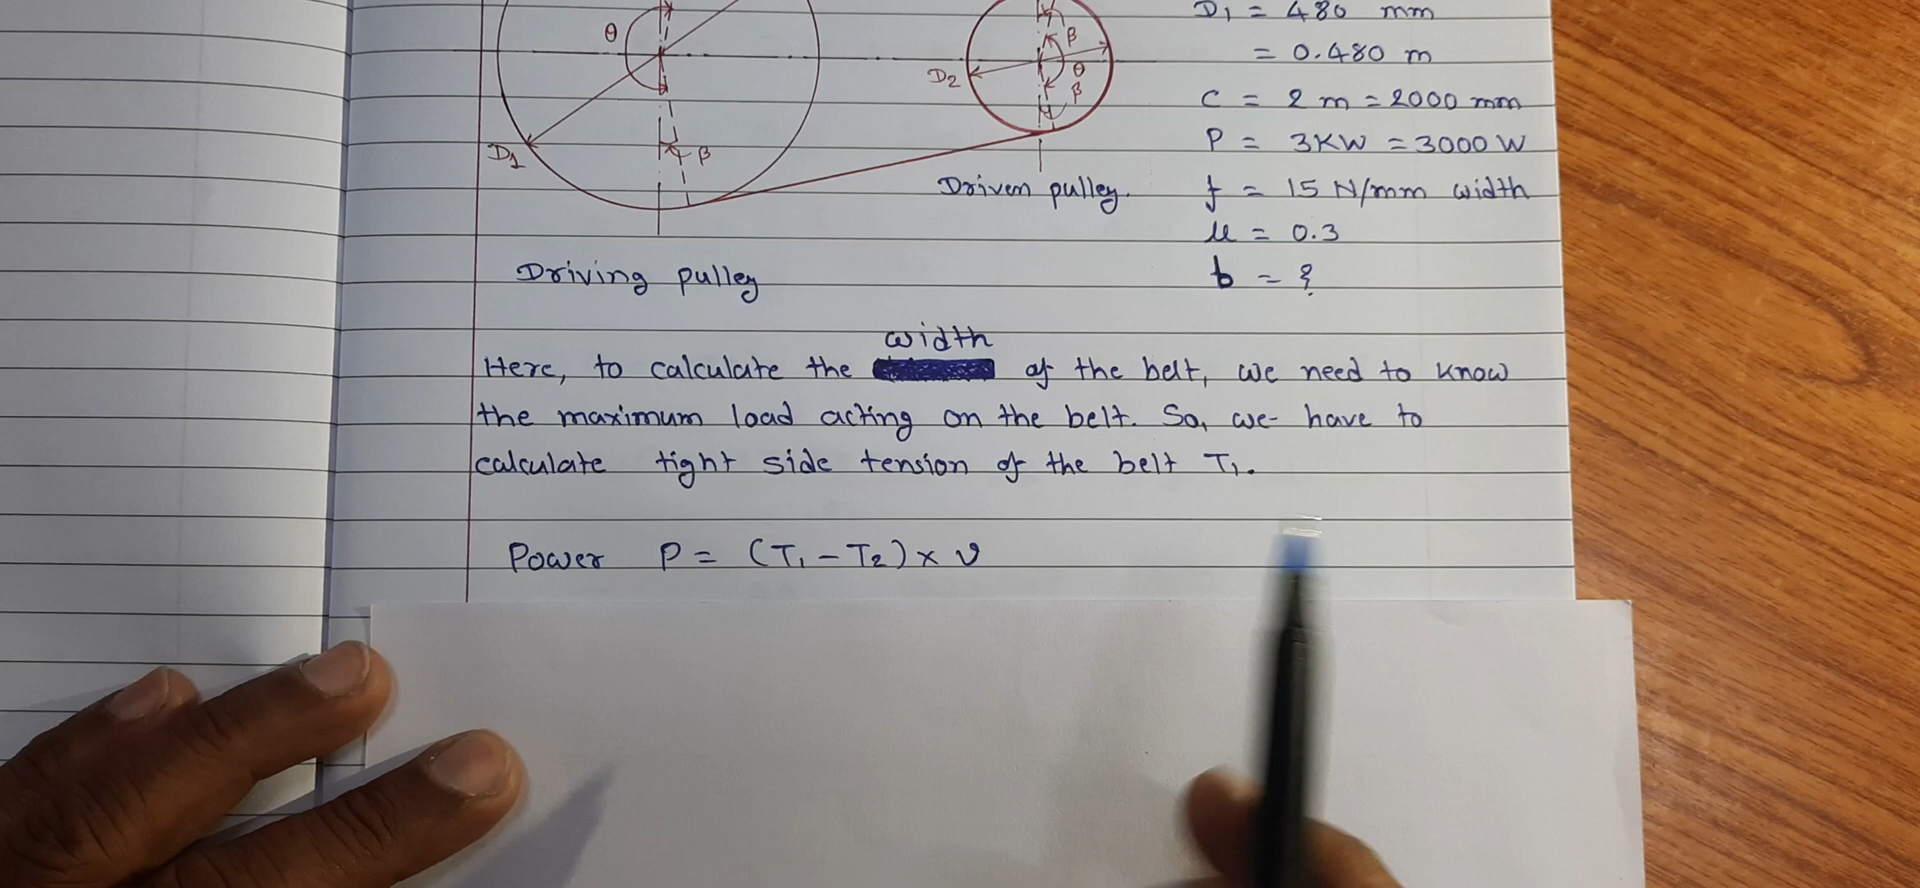 θ
D₁ = 480 mm
= 0.480 m
β
D₂
θ
β
C = 2 m = 2000 mm
P = 3KW = 3000 W
D₁
β
Driven pulley.
f = 15 N/mm width
μ = 0.3
Driving pulley
b = ?
width
Here, to calculate the of the belt, we need to know
the maximum load acting on the belt. So, we have to
calculate tight side tension of the belt T₁.
Power P = (T₁ - T₂) × v